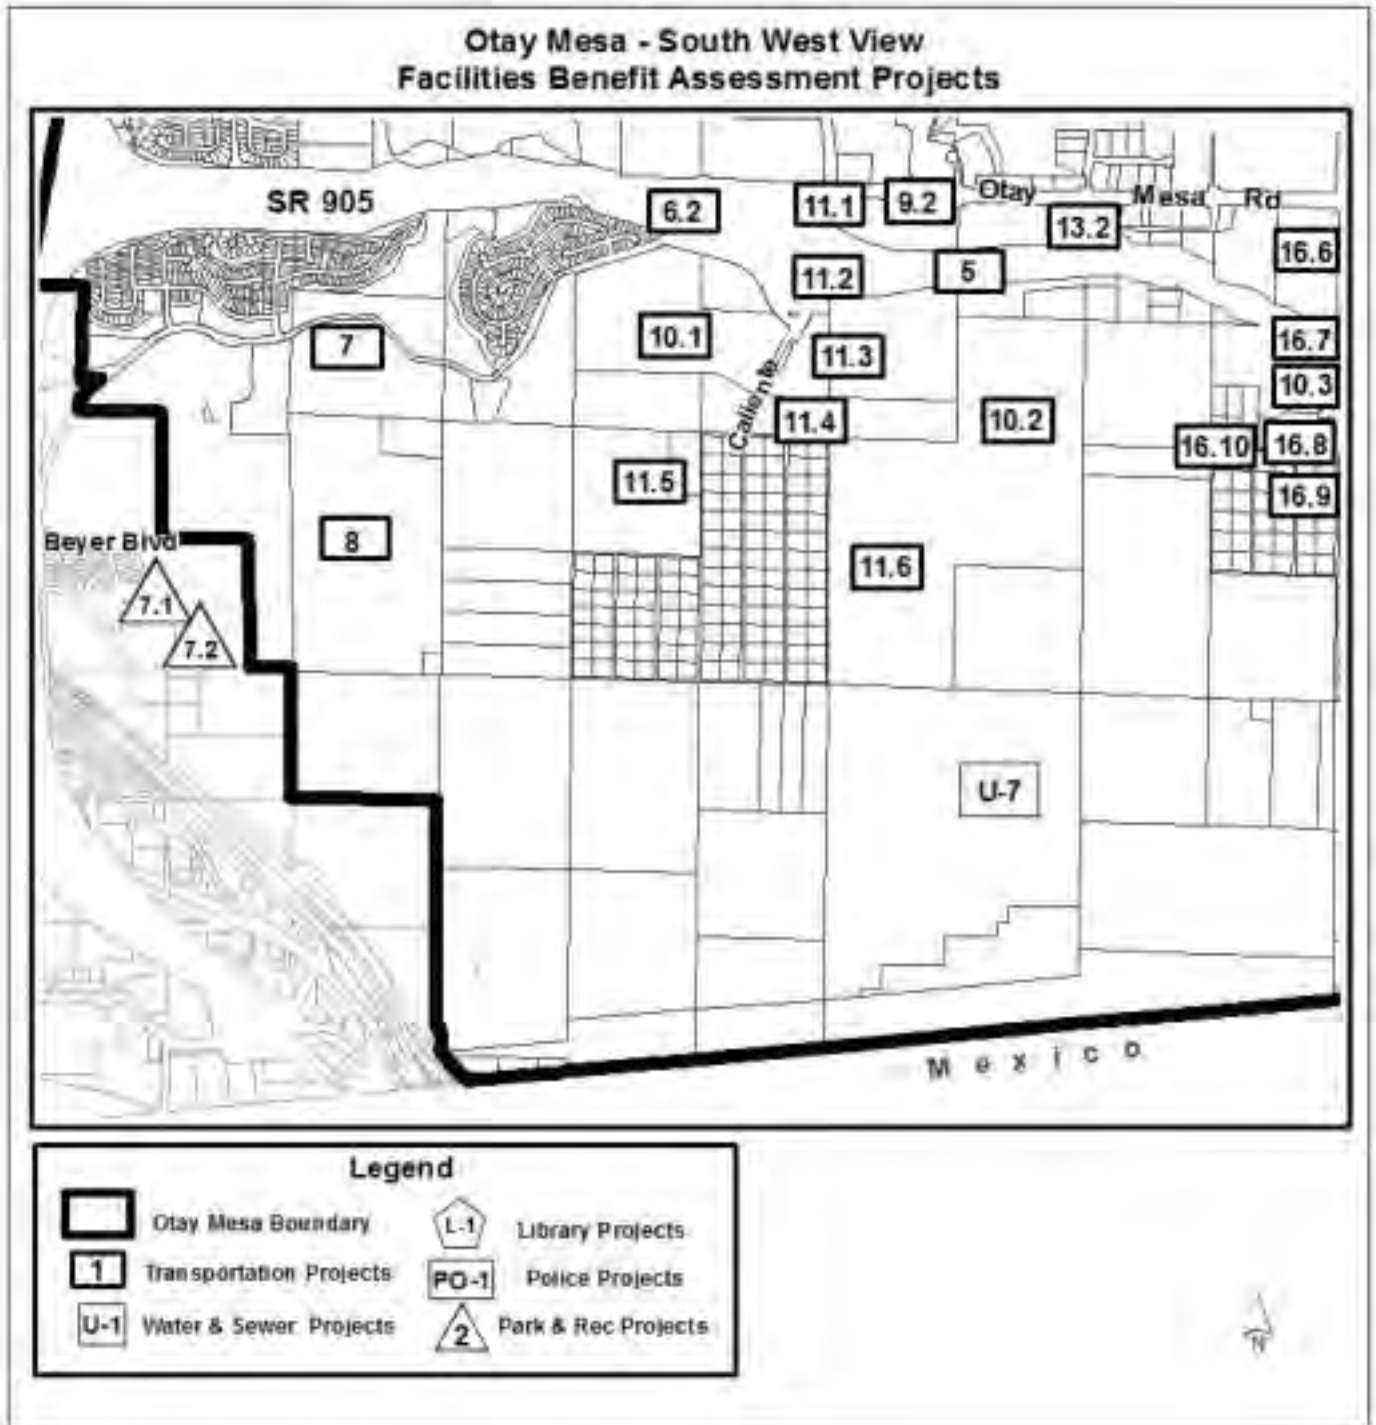 Otay Mesa - South West View
Facilities Benefit Assessment Projects
SR 905
6.2
11.1
9.2
Otay Mesa Rd
13.2
16.6
11.2
5
7
10.1
11.3
16.7
10.3
Caliente
11.4
10.2
16.10
16.8
11.5
16.9
Beyer Blvd
8
11.6
7.1
7.2
U-7
Mexico
Legend
Otay Mesa Boundary
L-1 Library Projects
1 Transportation Projects
PO-1 Police Projects
U-1 Water & Sewer Projects
2 Park & Rec Projects
N